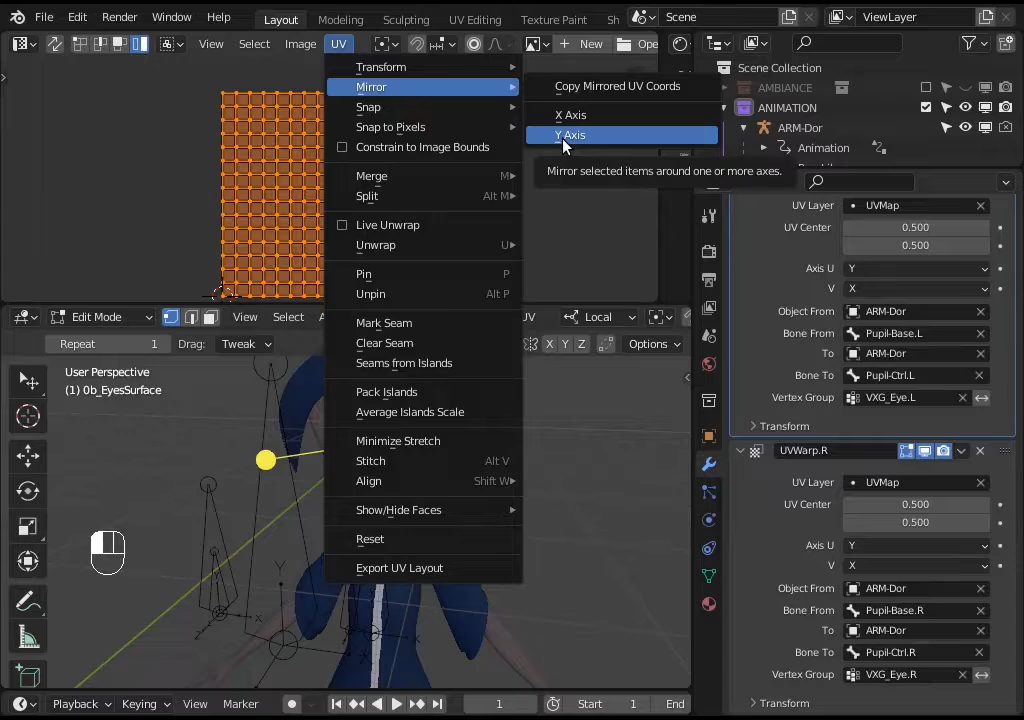 File Edit Render Window Help Layout Modeling Sculpting UV Editing Texture Paint Sh Scene ViewLayer
View Select Image UV New Ope
Transform
Mirror
Snap
Snap to Pixels
Constrain to Image Bounds
Merge M
Split Alt M
Live Unwrap
Unwrap U
Pin P
Unpin Alt P
Mark Seam
Clear Seam
Seams from Islands
Pack Islands
Average Islands Scale
Minimize Stretch
Stitch Alt V
Align Shift W
Show/Hide Faces
Reset
Export UV Layout
Copy Mirrored UV Coords
X Axis
Y Axis
Mirror selected items around one or more axes.
Scene Collection
AMBIANCE
ANIMATION
ARM-Dor
Animation
UV Layer UVMap
UV Center 0.500
0.500
Axis U Y
V X
Object From ARM-Dor
Bone From Pupil-Base.L
To ARM-Dor
Bone To Pupil-Ctrl.L
Vertex Group VXG_Eye.L
Transform
UVWarp.R
UV Layer UVMap
UV Center 0.500
0.500
Axis U Y
V X
Object From ARM-Dor
Bone From Pupil-Base.R
To ARM-Dor
Bone To Pupil-Ctrl.R
Vertex Group VXG_Eye.R
Transform
Edit Mode View Select A UV Local
Repeat 1 Drag: Tweak X Y Z Options
User Perspective
(1) 0b_EyesSurface
Playback Keying View Marker 1 Start 1 End